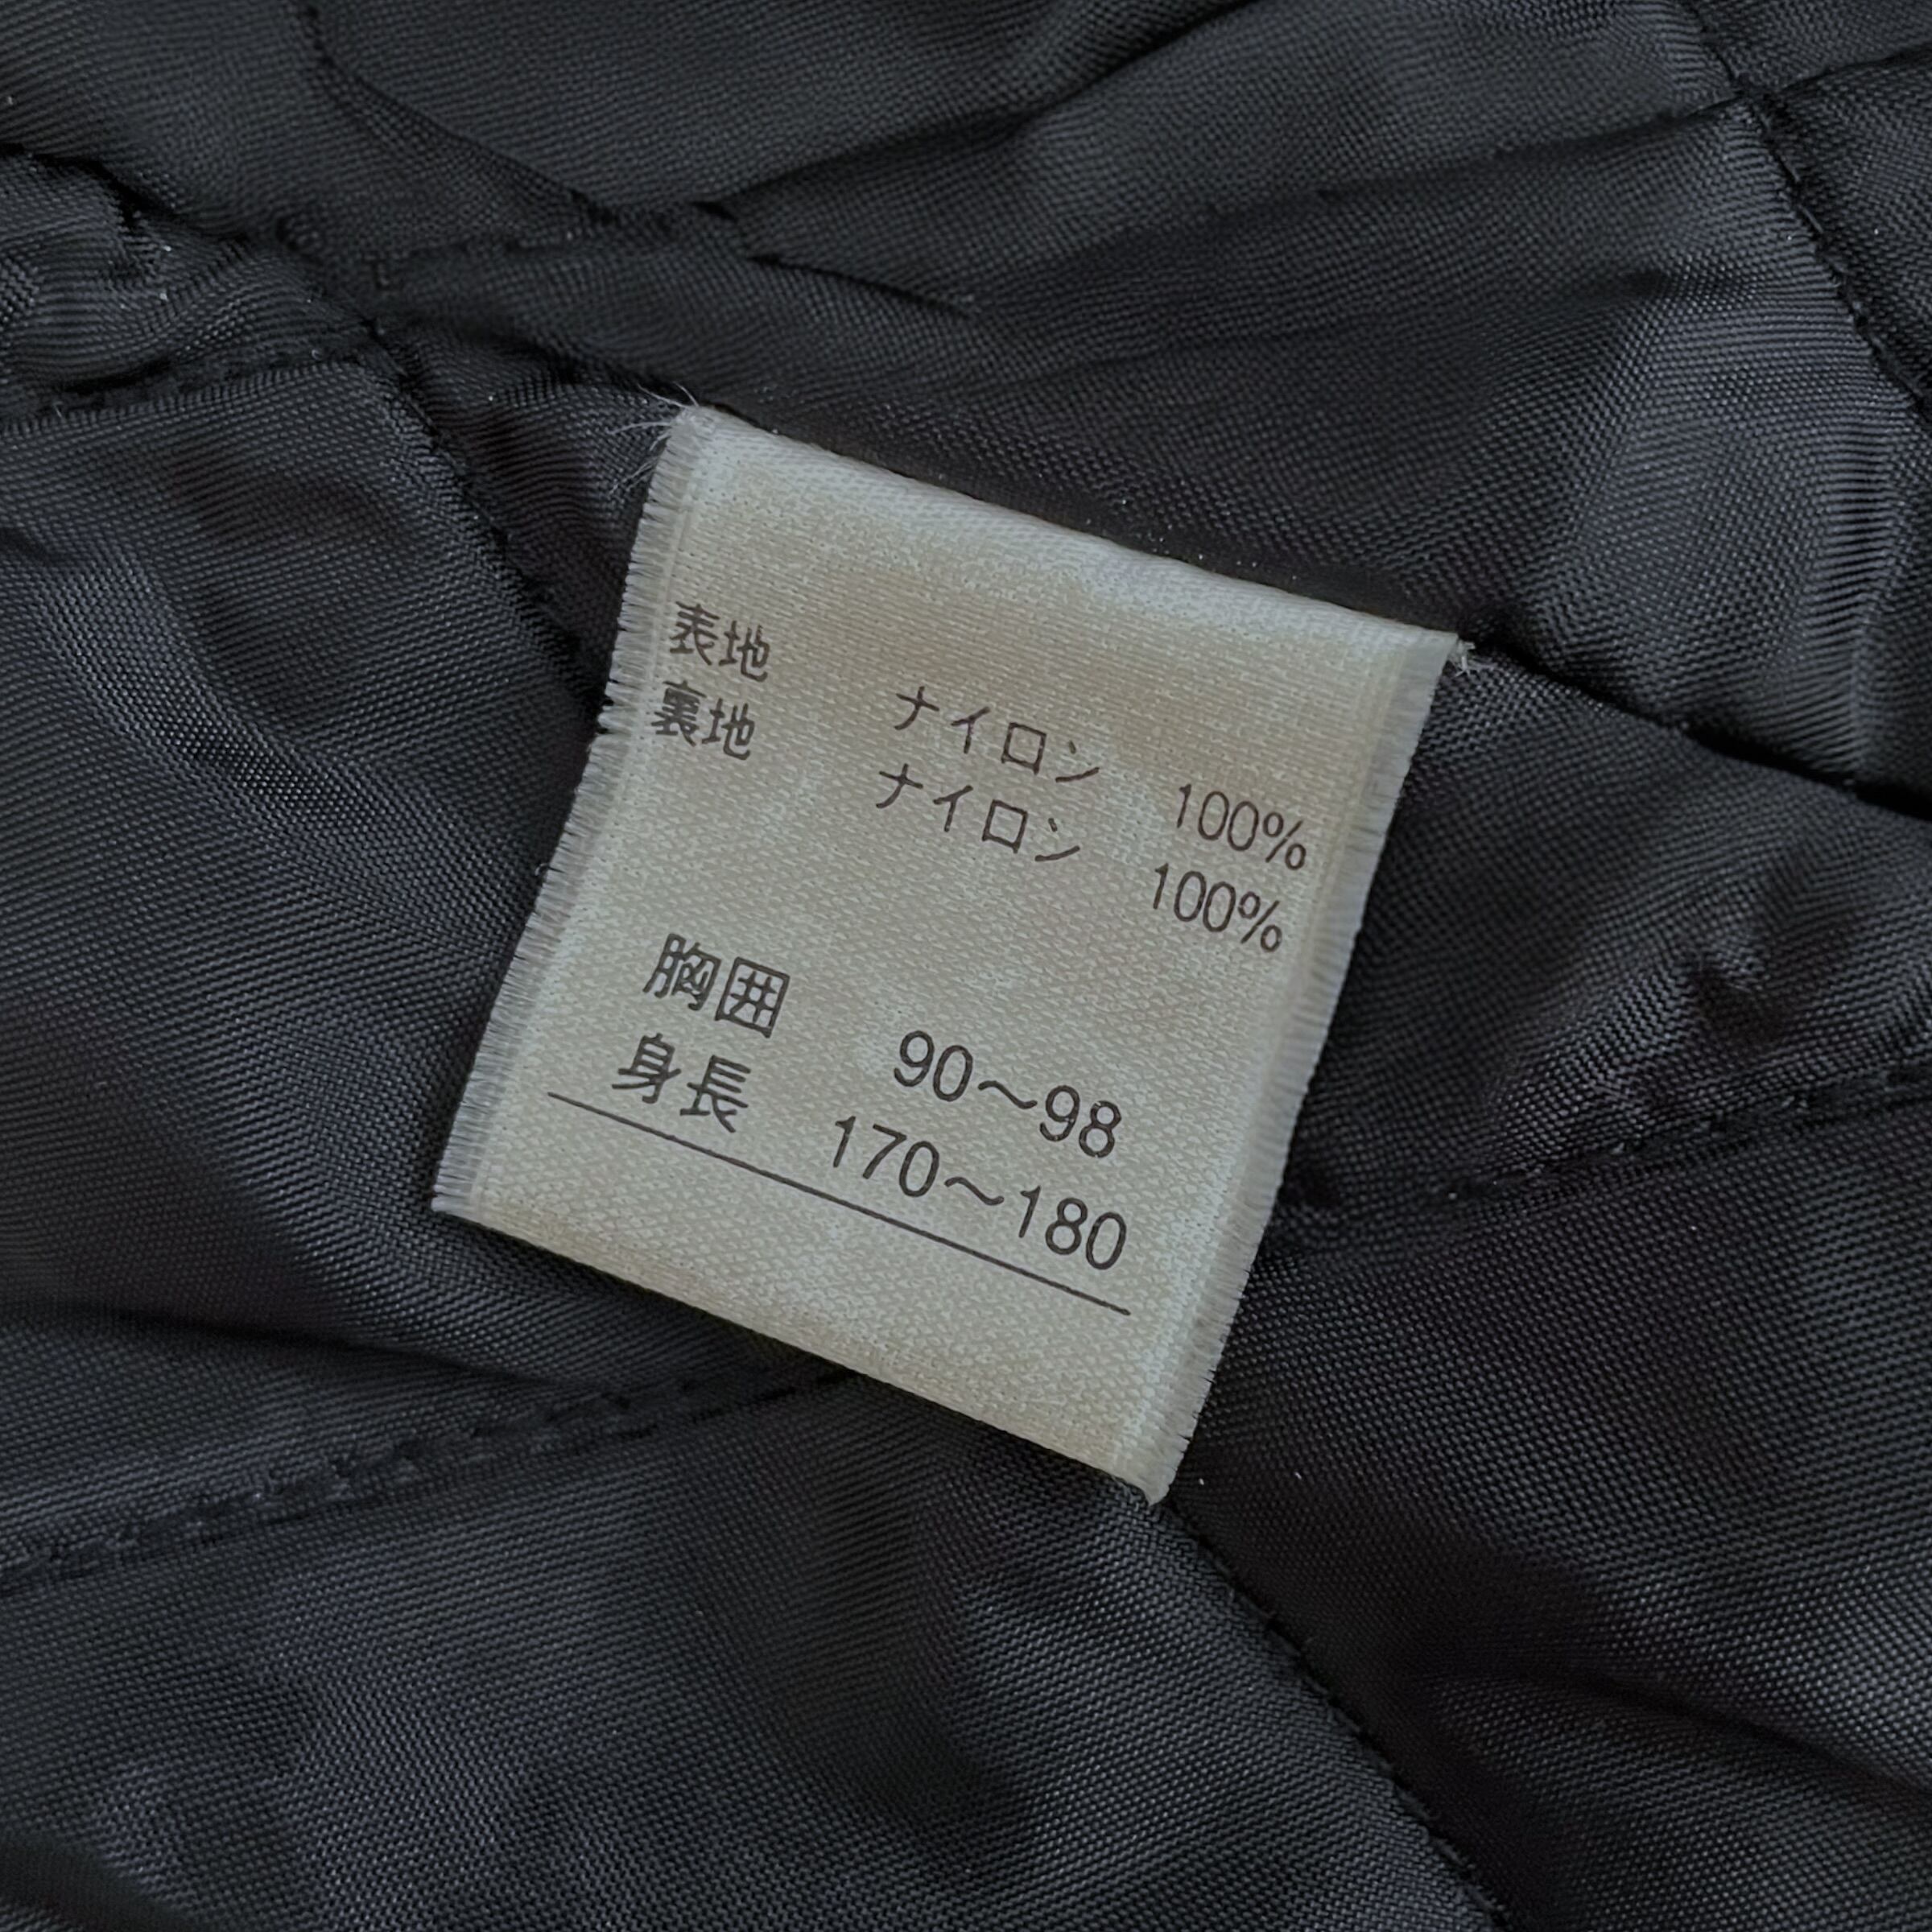 表地 ナイロン 100%
裏地 ナイロン 100%
胸囲 90～98
身長 170～180